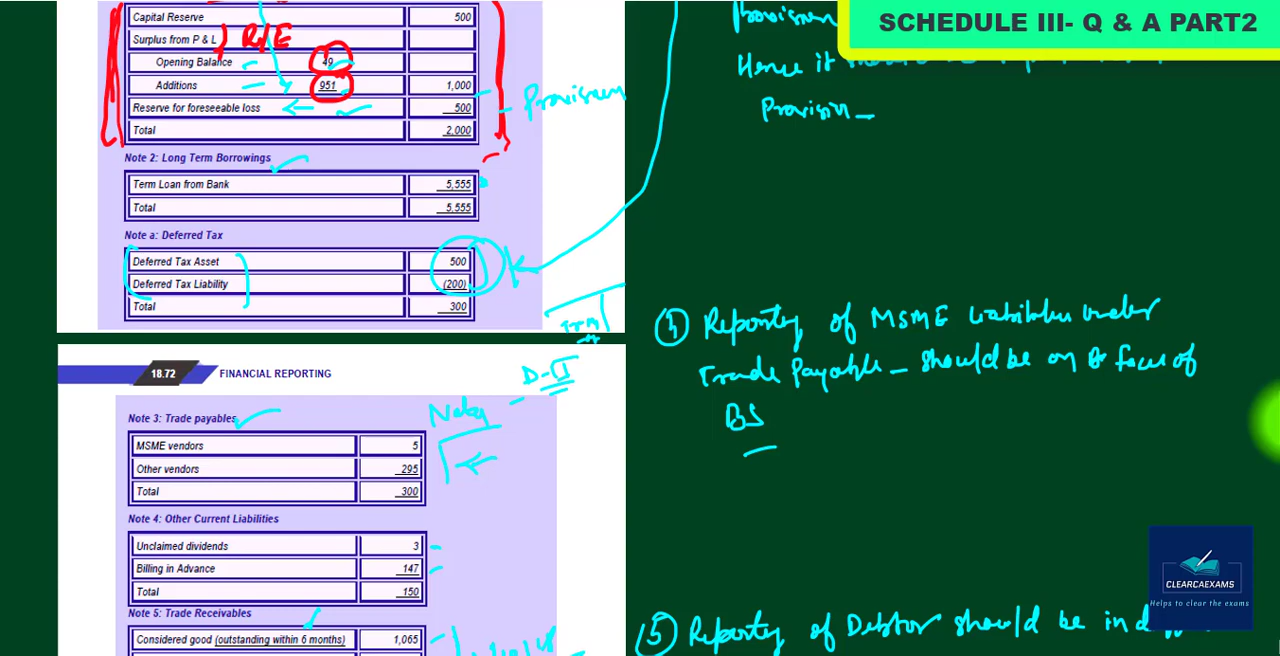 SCHEDULE III- Q & A PART2
Capital Reserve 500
Surplus from P & L } R/E
Opening Balance 49
Additions 951 1,000
Reserve for foreseeable loss 500
Total 2,000
Note 2: Long Term Borrowings
Term Loan from Bank 5,555
Total 5,555
Note a: Deferred Tax
Deferred Tax Asset 500
Deferred Tax Liability (200)
Total 300
18.72 FINANCIAL REPORTING
D-II
Note 3: Trade payables
Notes
MSME vendors 5
Other vendors 295
Total 300
Note 4: Other Current Liabilities
Unclaimed dividends 3
Billing in Advance 147
Total 150
Note 5: Trade Receivables
Considered good (outstanding within 6 months) 1,065
Hence it
Provision
of MSME under
Trade Payable - should be on face of
BS
(5) of Debtor should be in
CLEARCAEXAMS
Helps to clear the exams